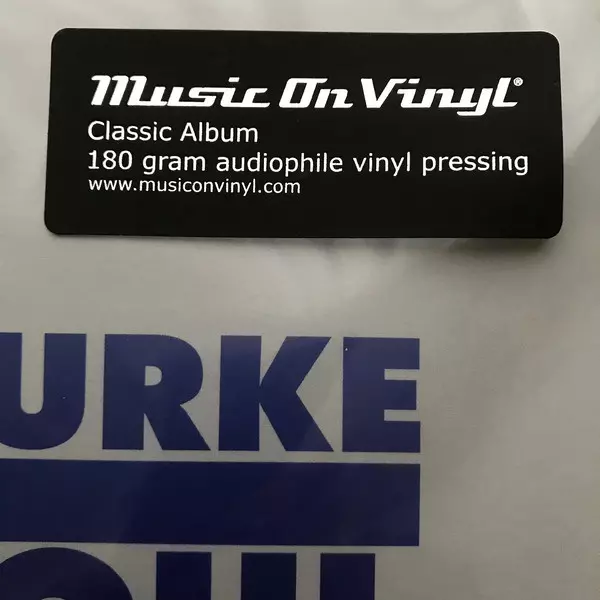 Music On Vinyl®
Classic Album
180 gram audiophile vinyl pressing
www.musiconvinyl.com
URKE